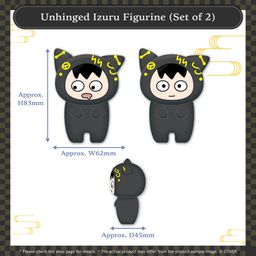 Unhinged Izuru Figurine (Set of 2)
Approx.
H83mm
Approx. W62mm
Approx. D45mm
* Please check the shop page for details. * The actual product may differ from the product sample image. © COVER